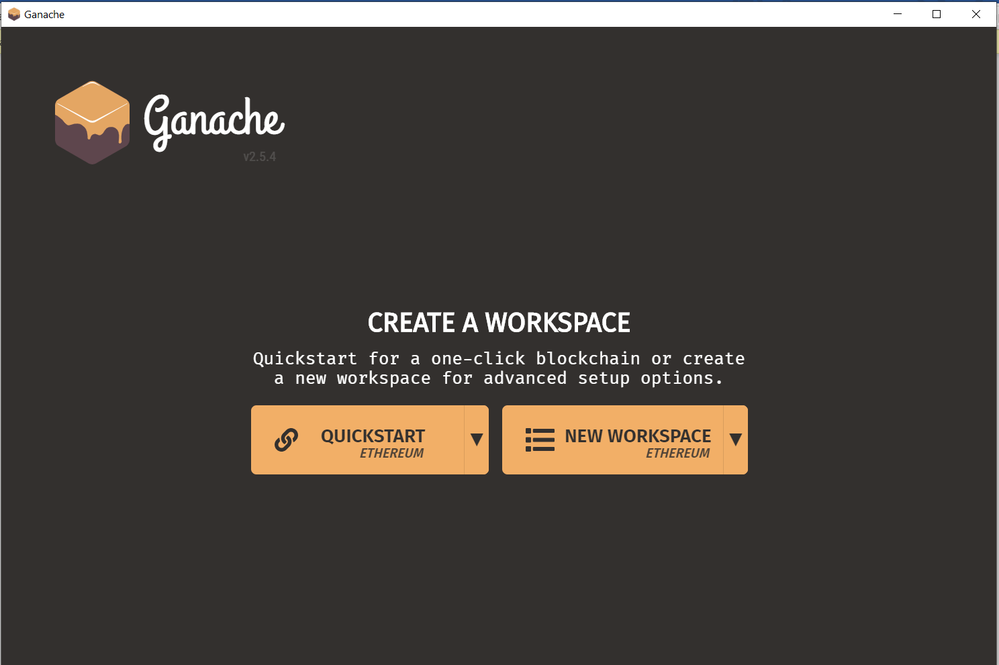 Ganache
Ganache
v2.5.4
CREATE A WORKSPACE
Quickstart for a one-click blockchain or create
a new workspace for advanced setup options.
QUICKSTART
ETHEREUM
▼
NEW WORKSPACE
ETHEREUM
▼